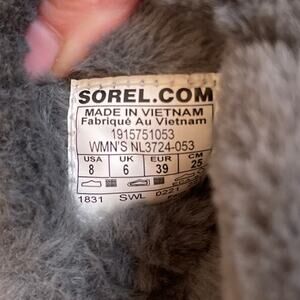 SOREL.COM
MADE IN VIETNAM
Fabriqué Au Vietnam
1915751053
WMN'S NL3724-053
USA UK EUR CM
8 6 39 25
1831 SWL 0221